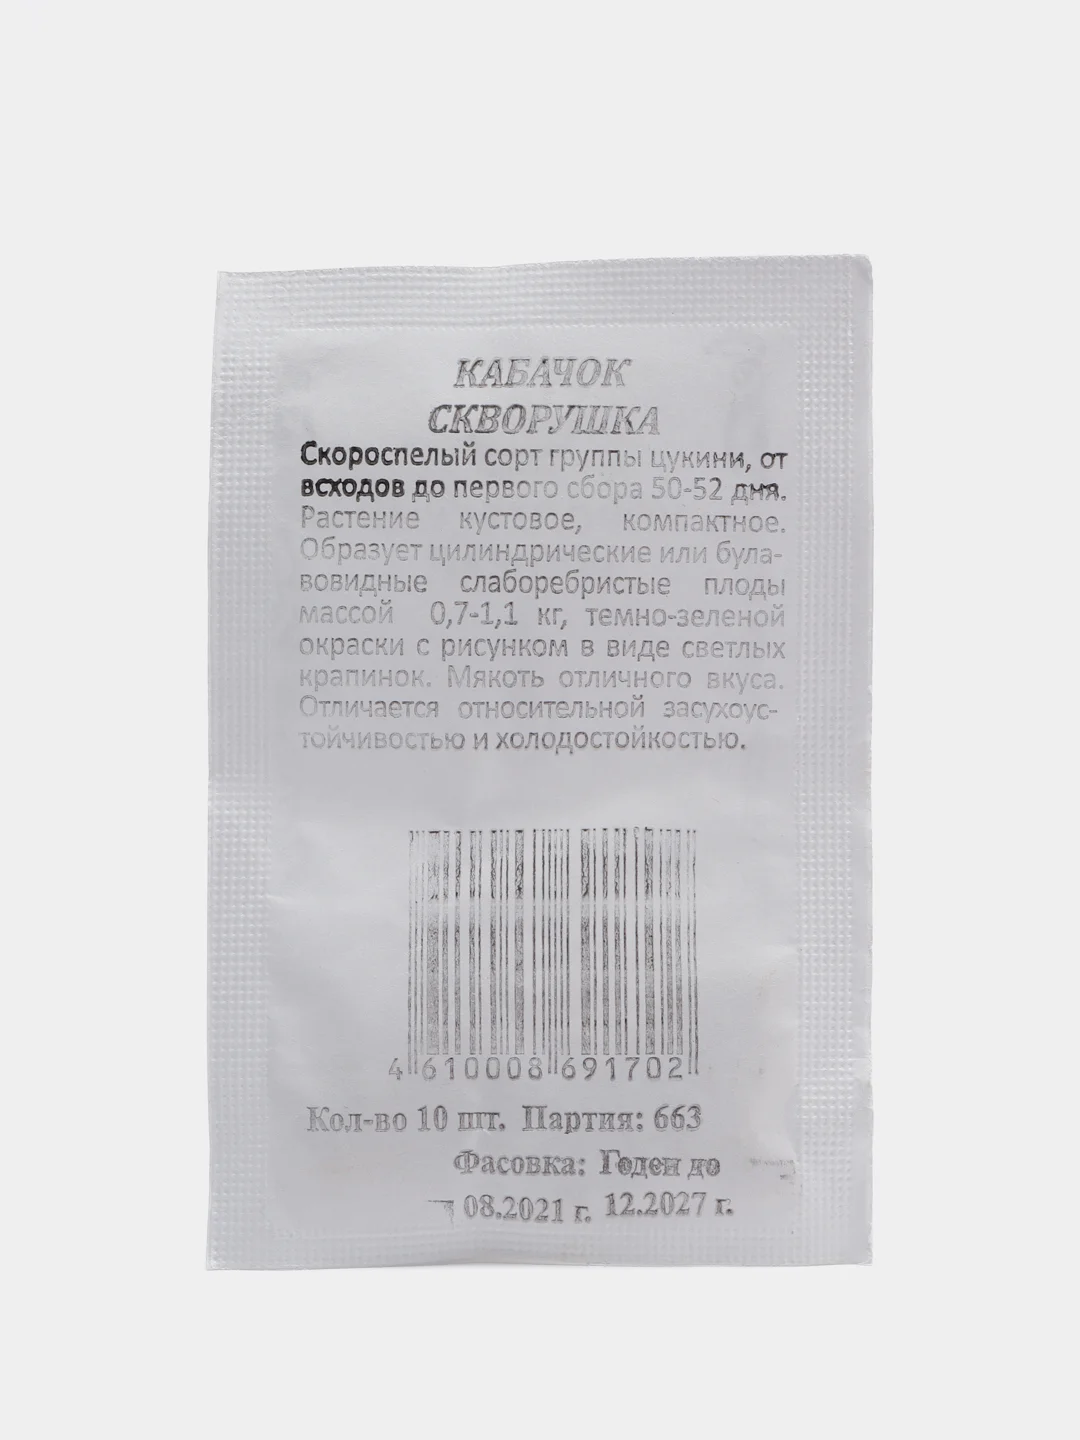 КАБАЧОК
СКВОРУШКА
Скороспелый сорт группы цукини, от
всходов до первого сбора 50-52 дня.
Растение кустовое, компактное.
Образует цилиндрические или була-
вовидные слаборебристые плоды
массой 0,7-1,1 кг, темно-зеленой
окраски с рисунком в виде светлых
крапинок. Мякоть отличного вкуса.
Отличается относительной засухоус-
тойчивостью и холодостойкостью.
4 610008 691702
Кол-во 10 шт. Партия: 663
Фасовка: Годен до
08.2021 г. 12.2027 г.